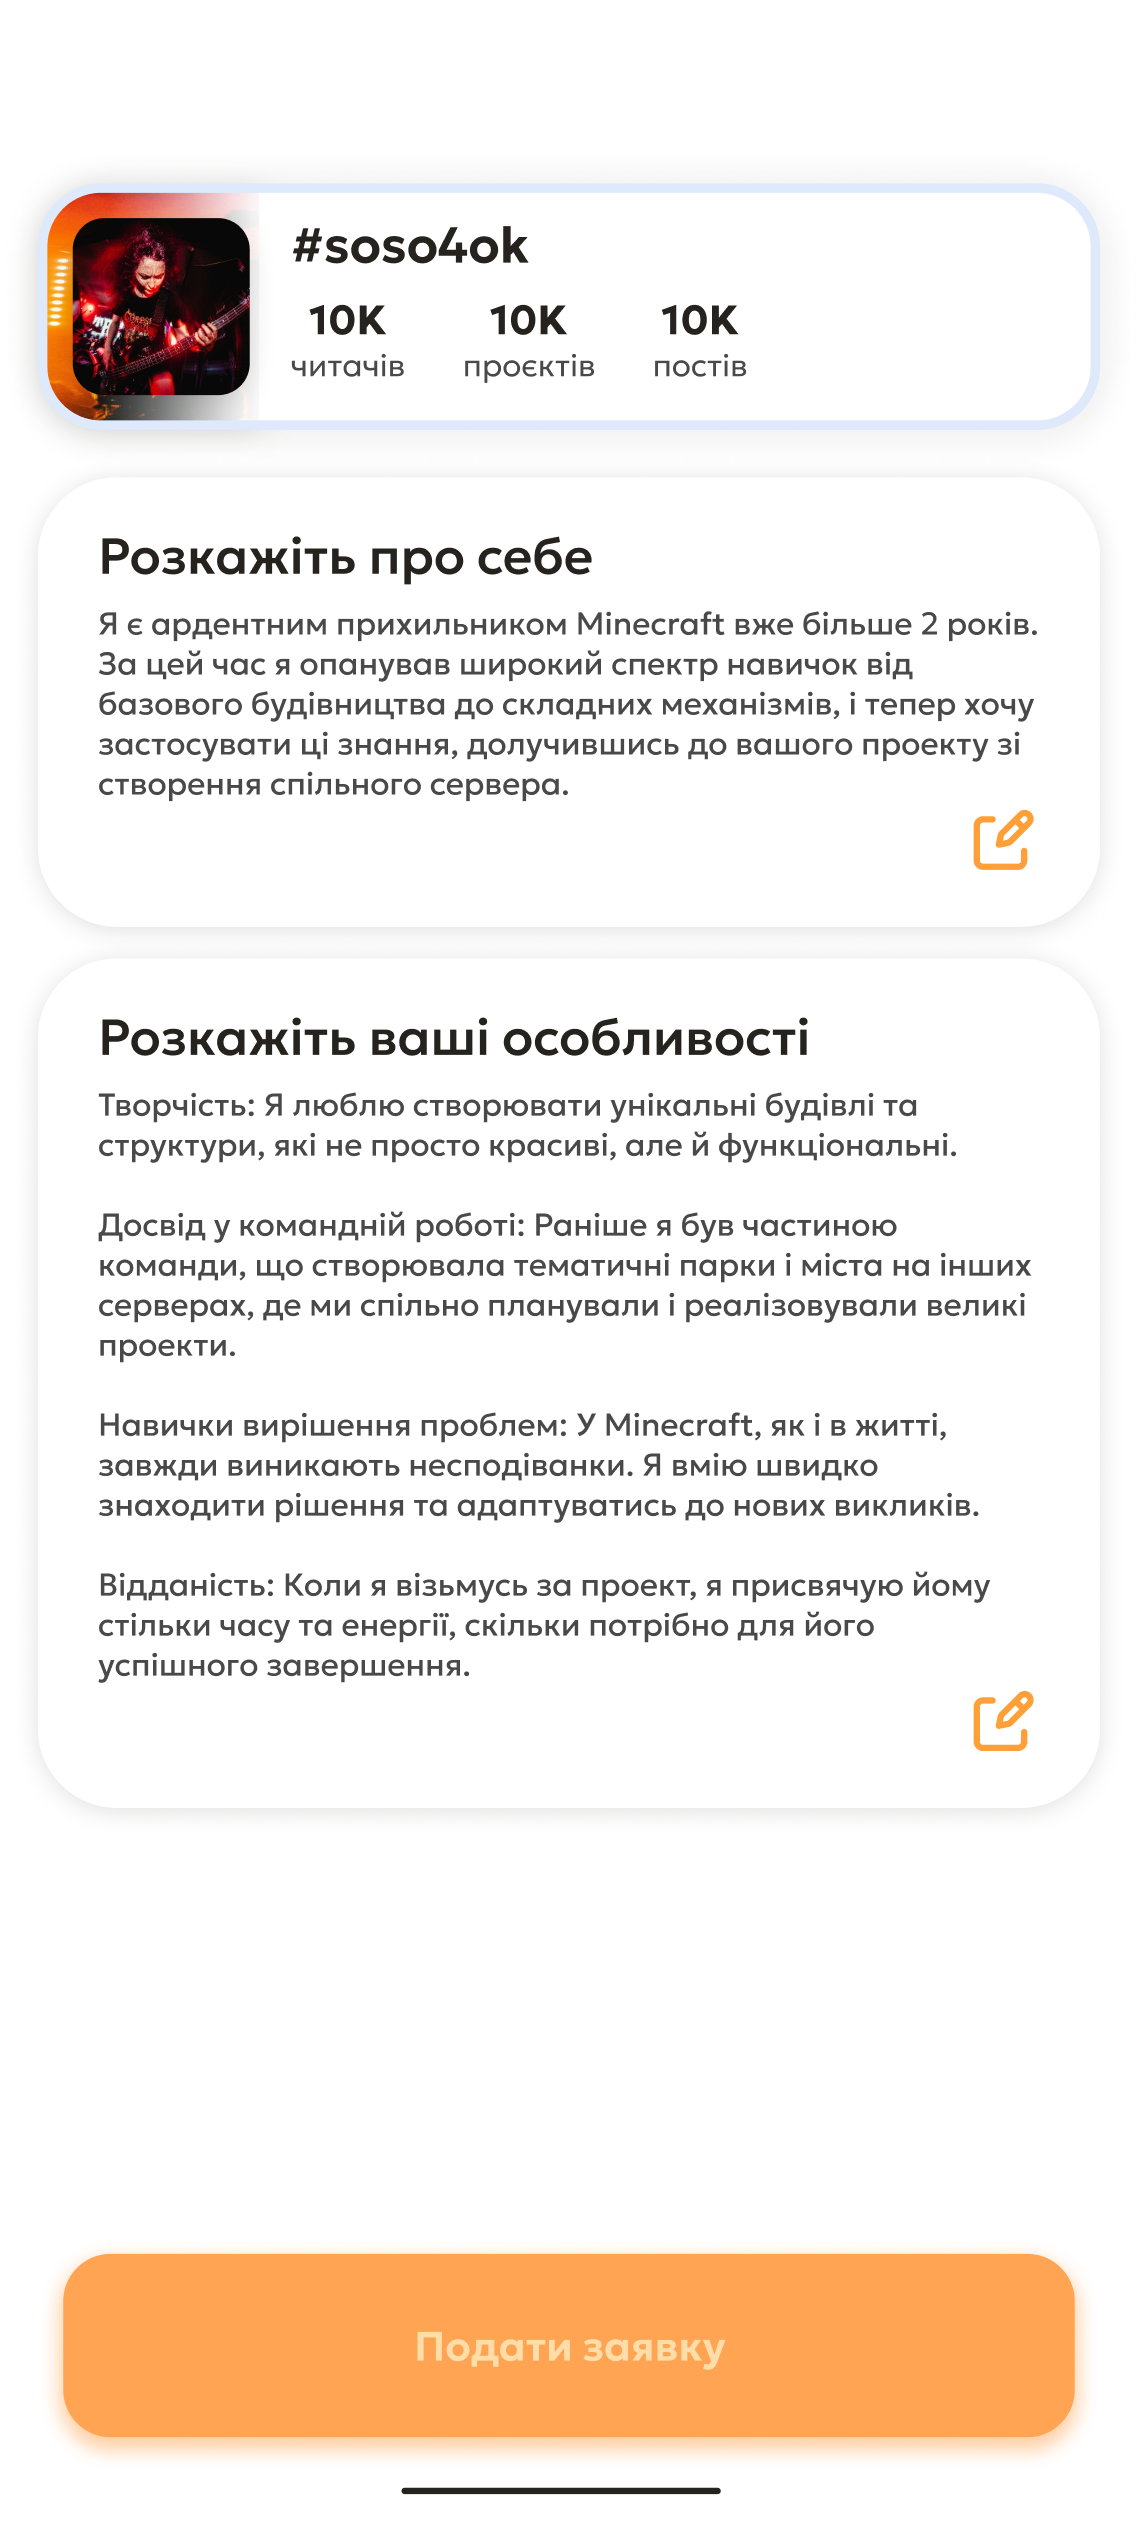 #soso4ok
10K 10K 10K
читачів проєктів постів
Розкажіть про себе
Я є ардентним прихильником Minecraft вже більше 2 років.
За цей час я опанував широкий спектр навичок від
базового будівництва до складних механізмів, і тепер хочу
застосувати ці знання, долучившись до вашого проекту зі
створення спільного сервера.
Розкажіть ваші особливості
Творчість: Я люблю створювати унікальні будівлі та
структури, які не просто красиві, але й функціональні.
Досвід у командній роботі: Раніше я був частиною
команди, що створювала тематичні парки і міста на інших
серверах, де ми спільно планували і реалізовували великі
проекти.
Навички вирішення проблем: У Minecraft, як і в житті,
завжди виникають несподіванки. Я вмію швидко
знаходити рішення та адаптуватись до нових викликів.
Відданість: Коли я візьмусь за проект, я присвячую йому
стільки часу та енергії, скільки потрібно для його
успішного завершення.
Подати заявку